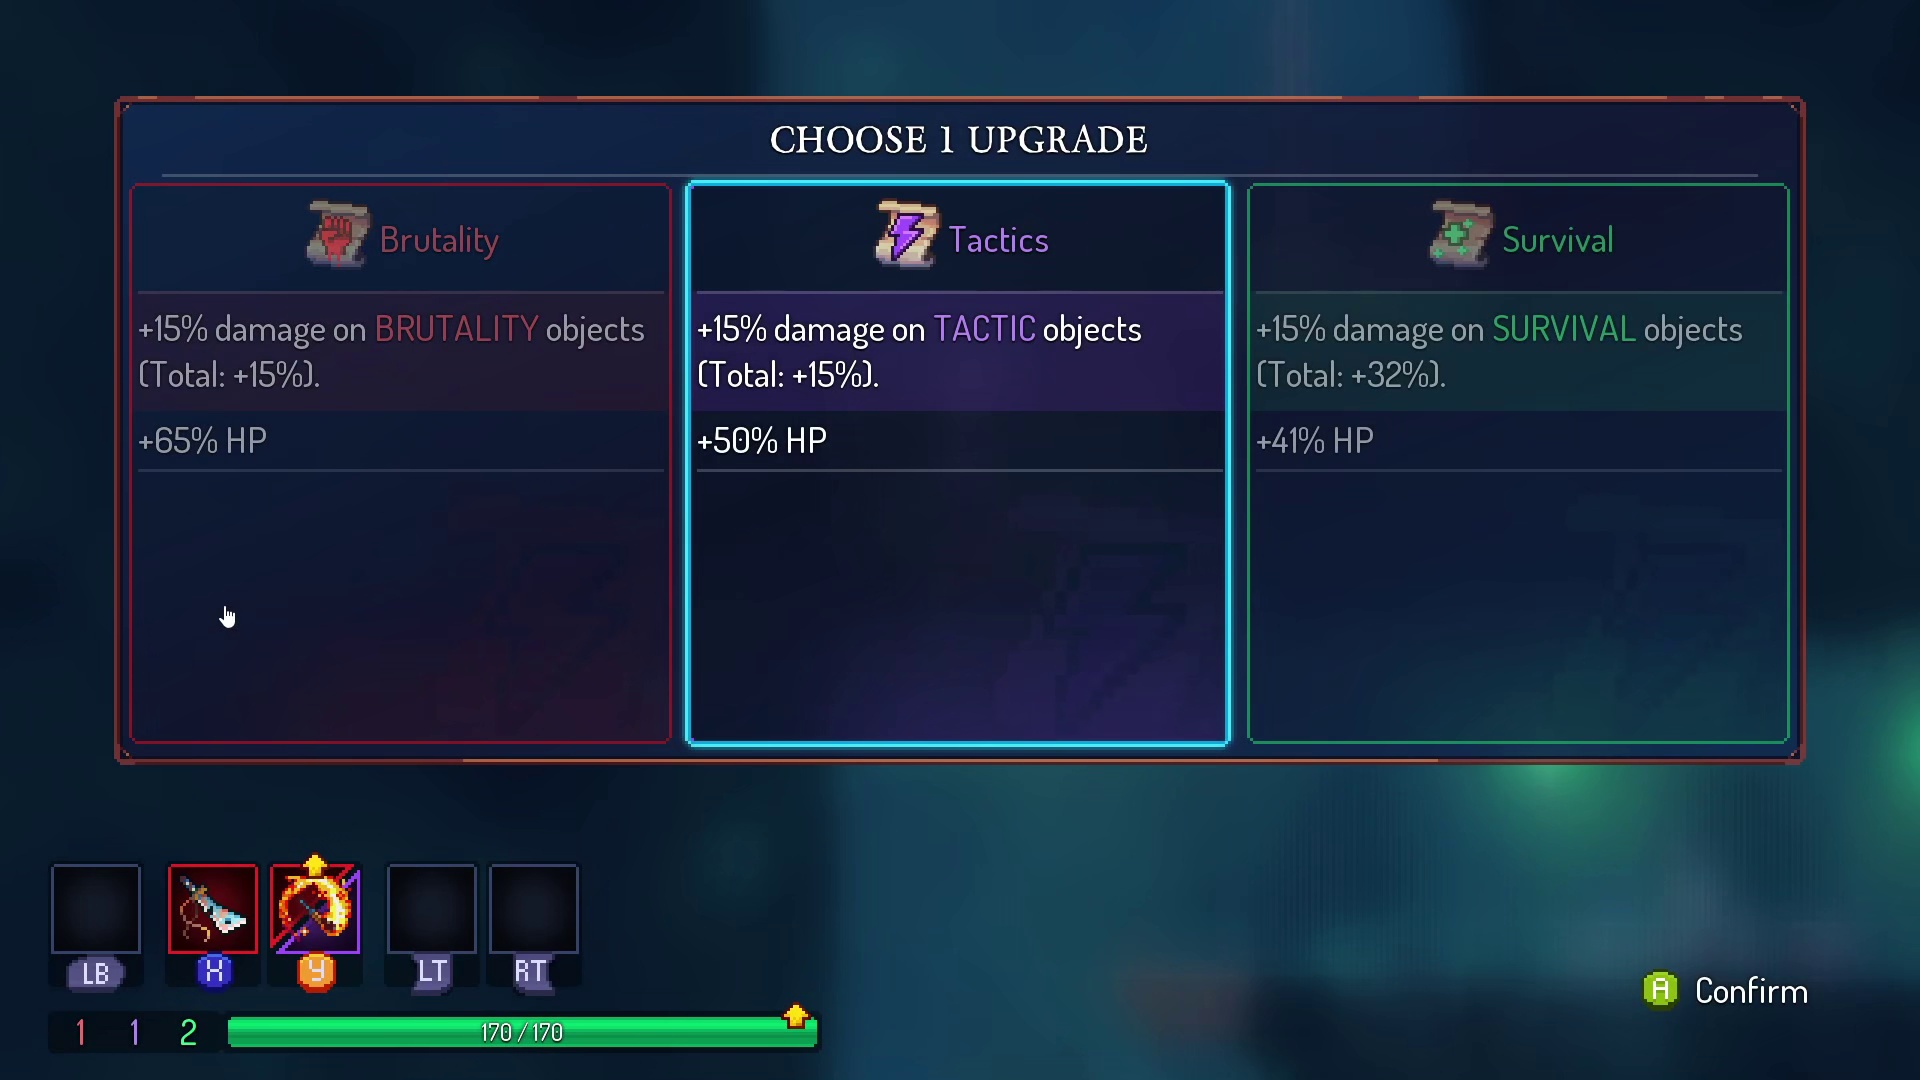 CHOOSE 1 UPGRADE
Brutality
+15% damage on BRUTALITY objects
(Total: +15%).
+65% HP
Tactics
+15% damage on TACTIC objects
(Total: +15%).
+50% HP
Survival
+15% damage on SURVIVAL objects
(Total: +32%).
+41% HP
LB X Y LT RT
1 1 2 170 / 170
A Confirm